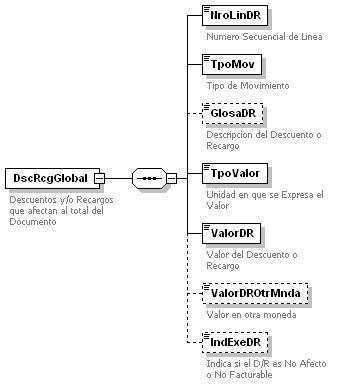 NroLinDR
Numero Secuencial de Linea
TpoMov
Tipo de Movimiento
GlosaDR
Descripcion del Descuento o
Recargo
DscRcgGlobal
Descuentos y/o Recargos
que afectan al total del
Documento
TpoValor
Unidad en que se Expresa el
Valor
ValorDR
Valor del Descuento o
Recargo
ValorDROtrMnda
Valor en otra moneda
IndExeDR
Indica si el D/R es No Afecto
o No Facturable